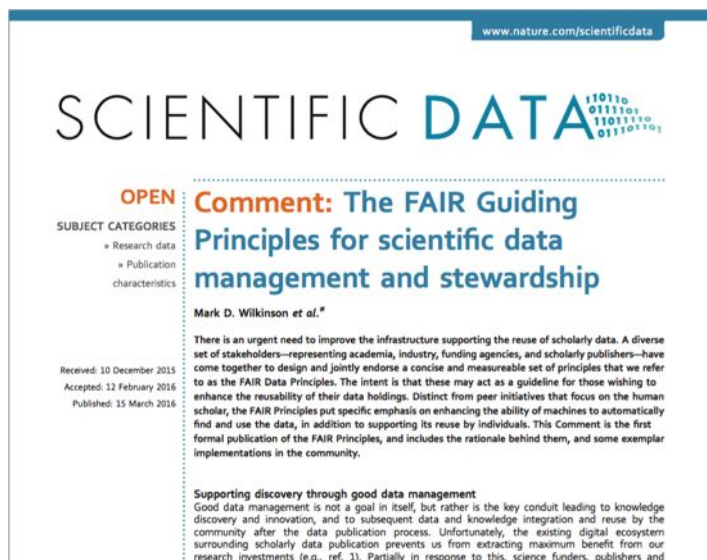 www.nature.com/scientificdata
SCIENTIFIC DATA
110110
011101
11011110
011101101
OPEN
SUBJECT CATEGORIES
» Research data
» Publication
characteristics
Received: 10 December 2015
Accepted: 12 February 2016
Published: 15 March 2016
Comment: The FAIR Guiding
Principles for scientific data
management and stewardship
Mark D. Wilkinson et al.#
There is an urgent need to improve the infrastructure supporting the reuse of scholarly data. A diverse
set of stakeholders—representing academia, industry, funding agencies, and scholarly publishers—have
come together to design and jointly endorse a concise and measureable set of principles that we refer
to as the FAIR Data Principles. The intent is that these may act as a guideline for those wishing to
enhance the reusability of their data holdings. Distinct from peer initiatives that focus on the human
scholar, the FAIR Principles put specific emphasis on enhancing the ability of machines to automatically
find and use the data, in addition to supporting its reuse by individuals. This Comment is the first
formal publication of the FAIR Principles, and includes the rationale behind them, and some exemplar
implementations in the community.
Supporting discovery through good data management
Good data management is not a goal in itself, but rather is the key conduit leading to knowledge
discovery and innovation, and to subsequent data and knowledge integration and reuse by the
community after the data publication process. Unfortunately, the existing digital ecosystem
surrounding scholarly data publication prevents us from extracting maximum benefit from our
research investments (e.g., ref. 1). Partially in response to this, science funders, publishers and